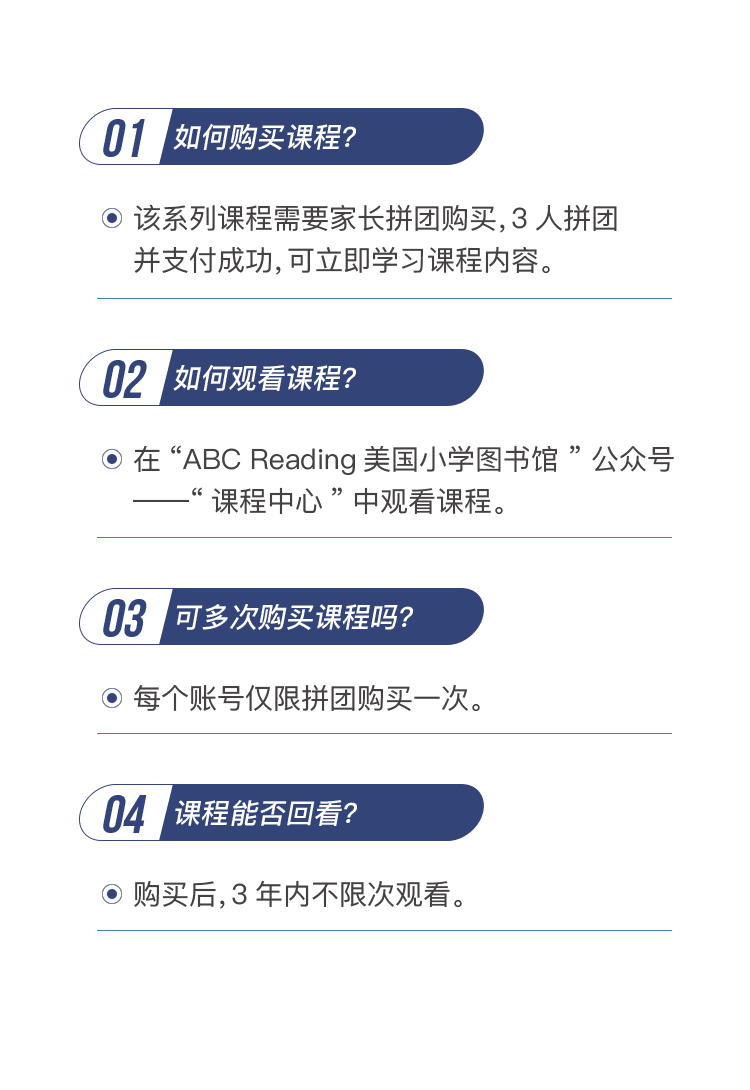 01 如何购买课程?
该系列课程需要家长拼团购买, 3 人拼团
并支付成功, 可立即学习课程内容。
02 如何观看课程?
在 “ABC Reading 美国小学图书馆 ” 公众号
——“ 课程中心 ” 中观看课程。
03 可多次购买课程吗?
每个账号仅限拼团购买一次。
04 课程能否回看?
购买后, 3 年内不限次观看。